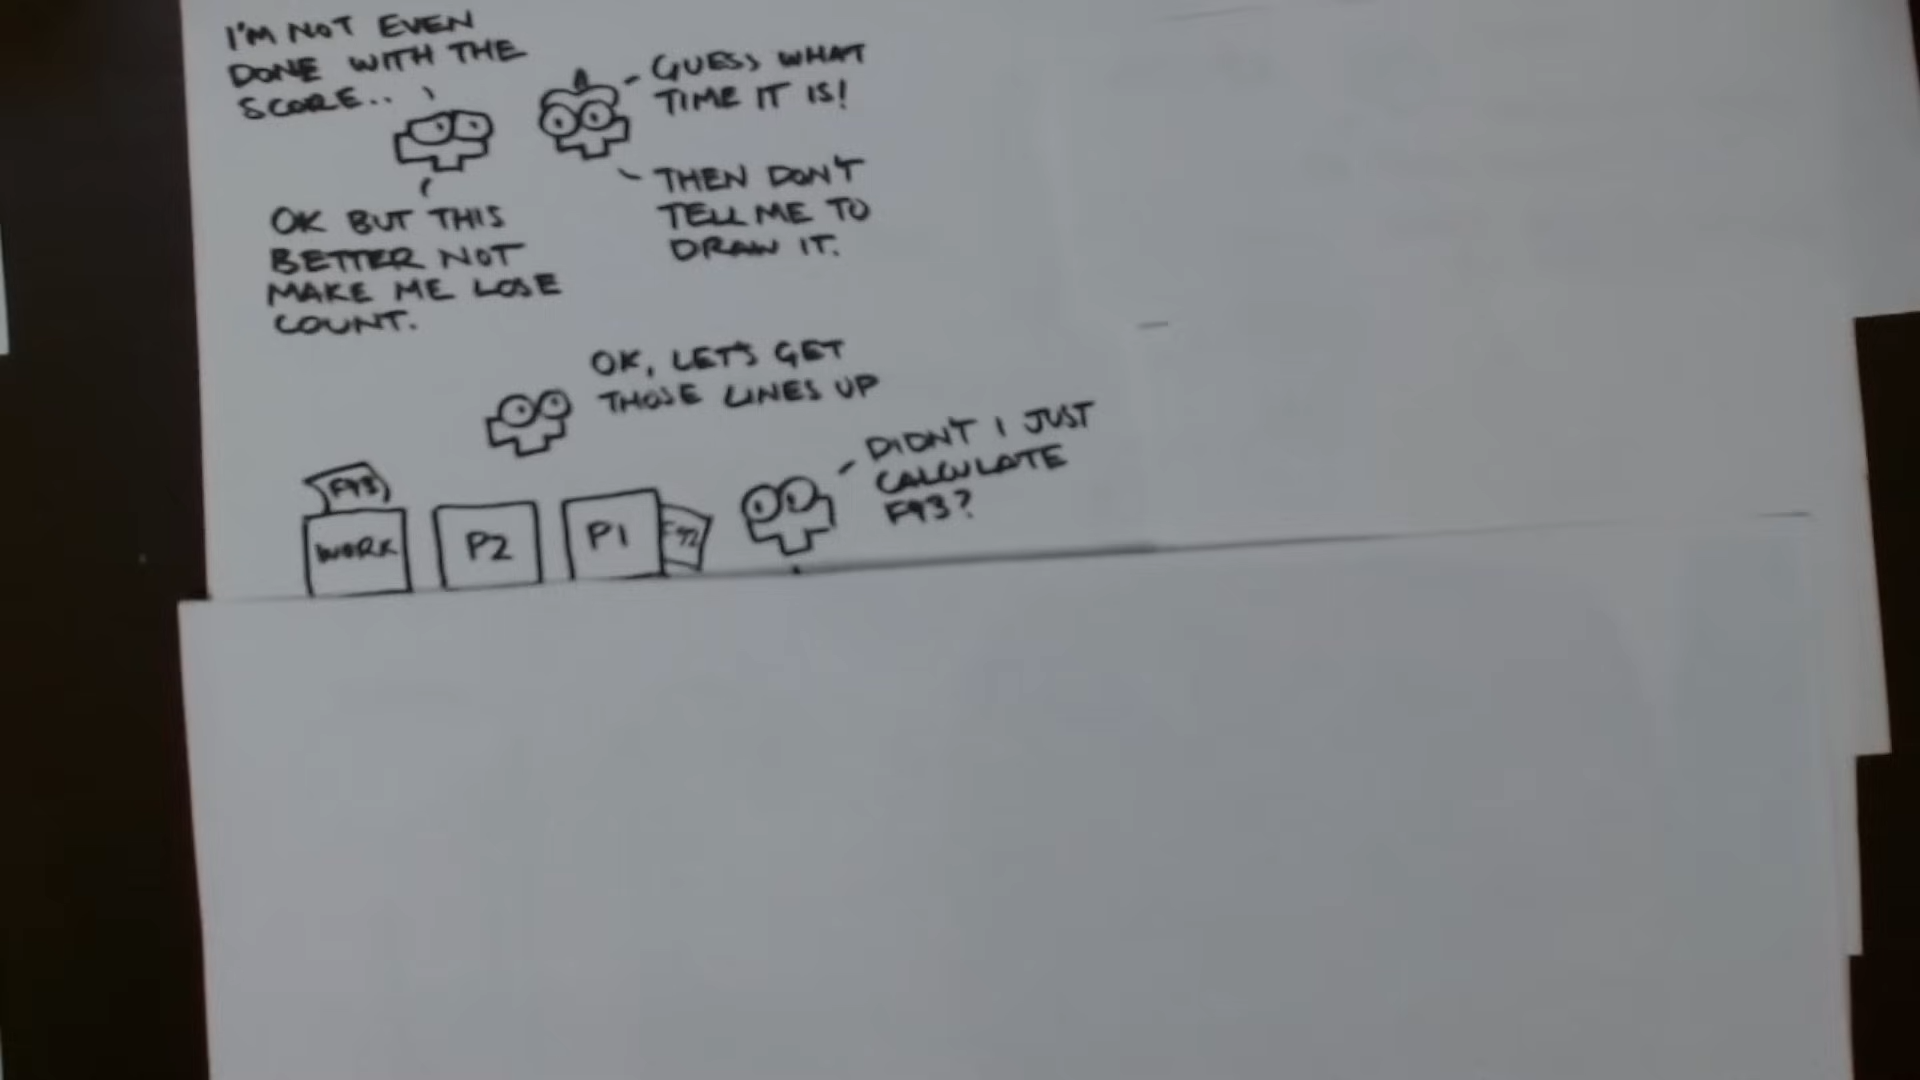 I'M NOT EVEN
DONE WITH THE
SCORE..
GUESS WHAT
TIME IT IS!
OK BUT THIS
BETTER NOT
MAKE ME LOSE
COUNT.
THEN DON'T
TELL ME TO
DRAW IT.
OK, LET'S GET
THOSE LINES UP
DIDN'T I JUST
CALCULATE
F93?
F93
WORK
P2
P1
F92